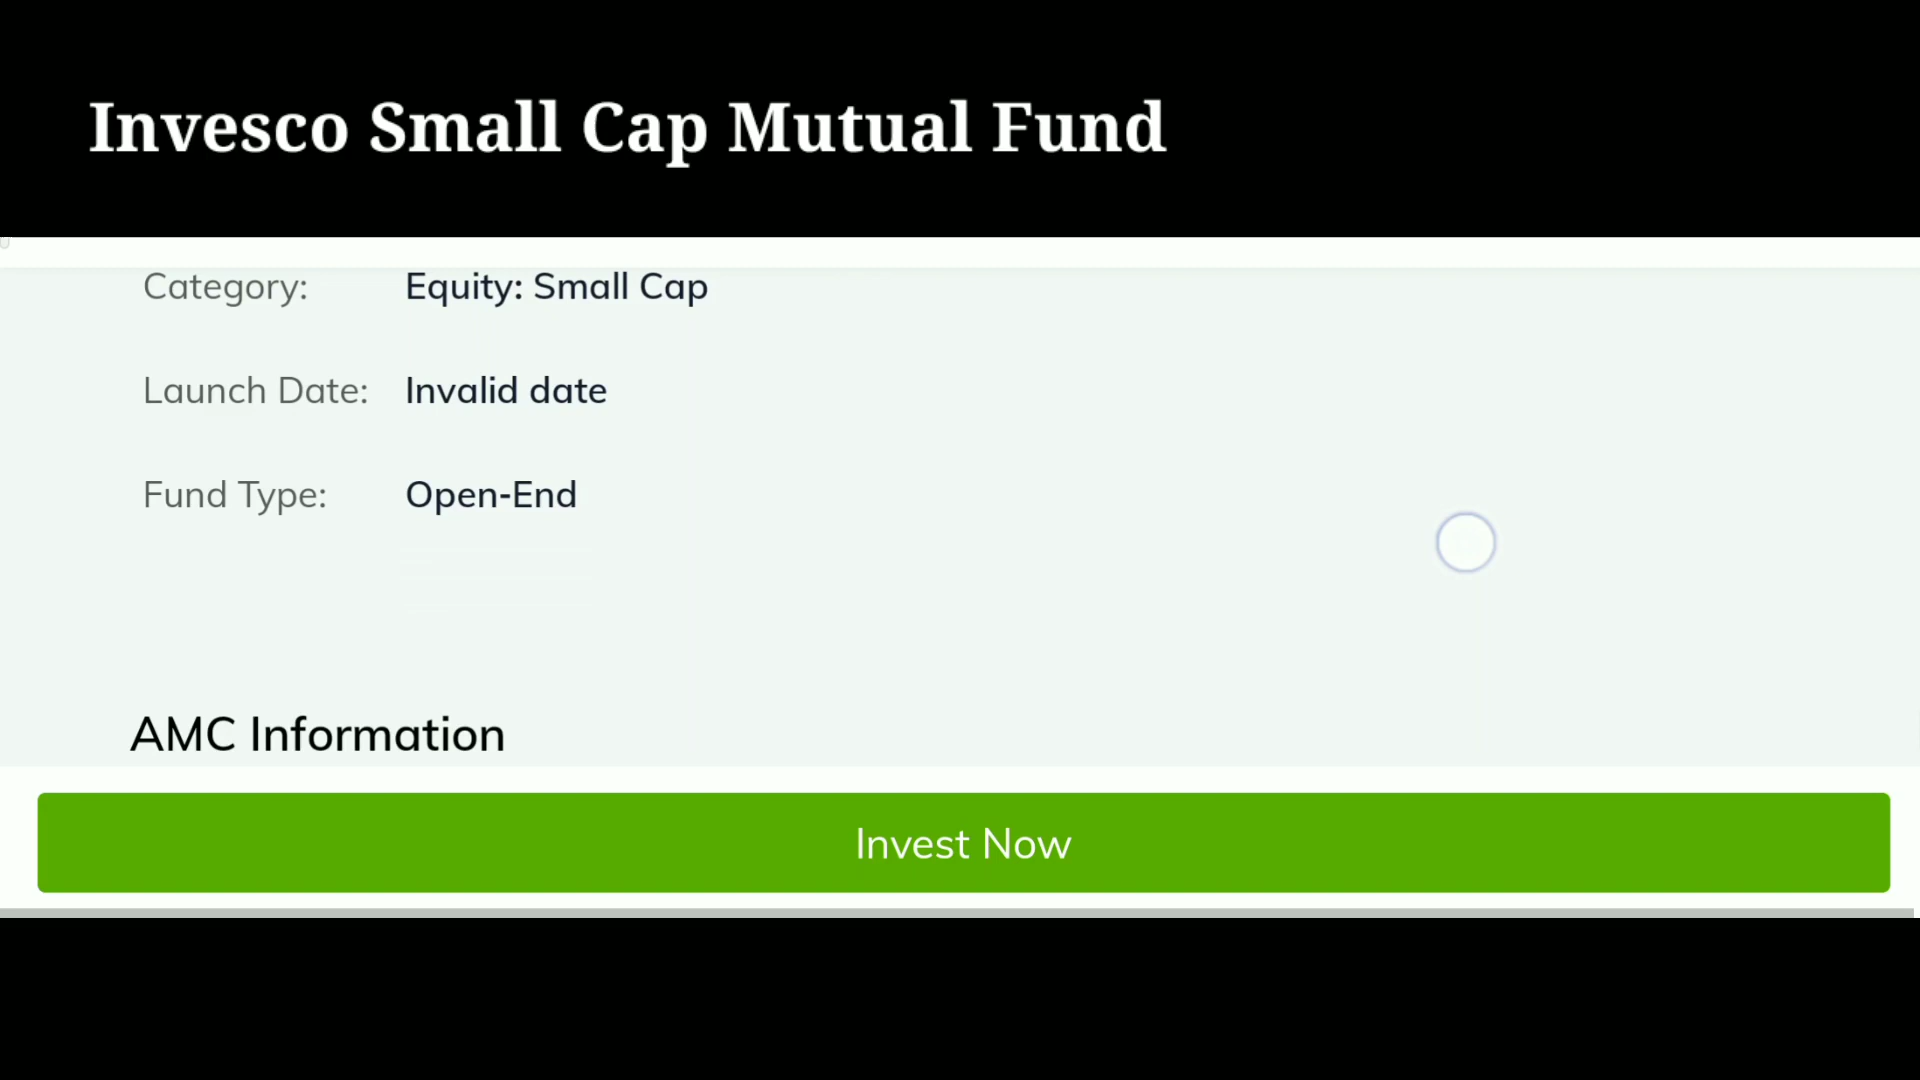 Invesco Small Cap Mutual Fund
Category: Equity: Small Cap
Launch Date: Invalid date
Fund Type: Open-End
AMC Information
Invest Now